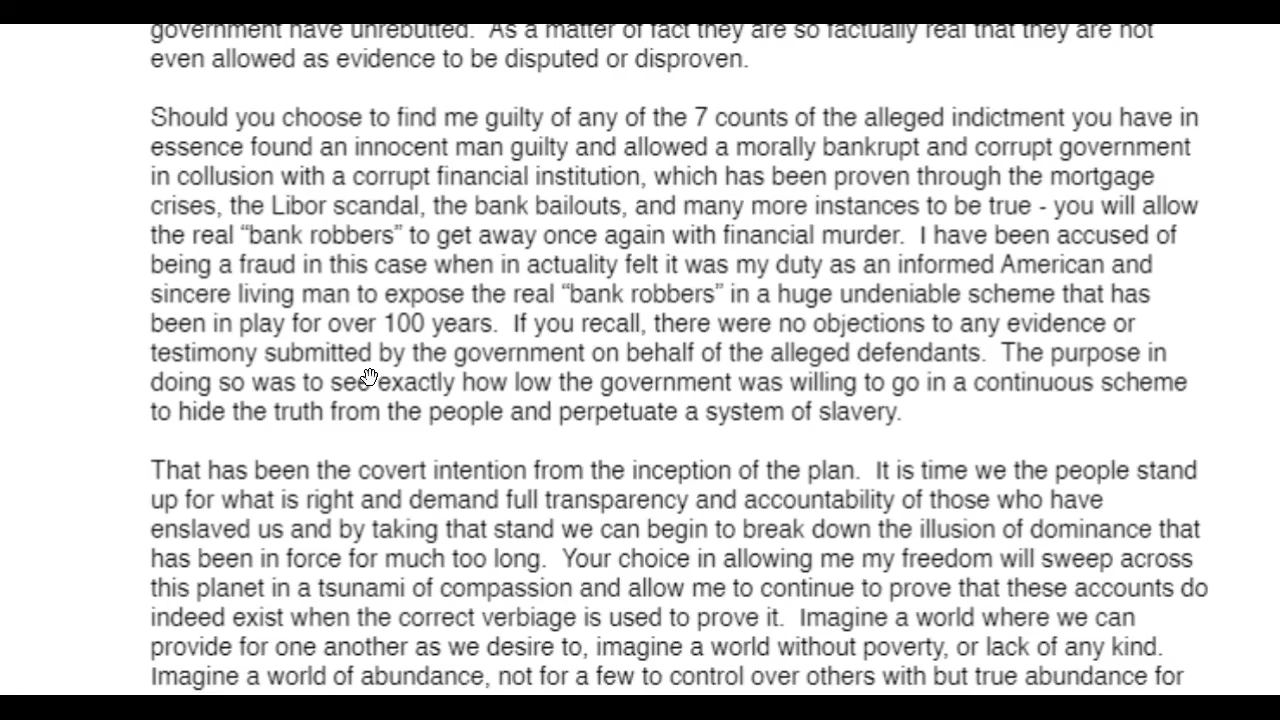 government have unrebutted.  As a matter of fact they are so factually real that they are not
even allowed as evidence to be disputed or disproven.
Should you choose to find me guilty of any of the 7 counts of the alleged indictment you have in
essence found an innocent man guilty and allowed a morally bankrupt and corrupt government
in collusion with a corrupt financial institution, which has been proven through the mortgage
crises, the Libor scandal, the bank bailouts, and many more instances to be true - you will allow
the real “bank robbers” to get away once again with financial murder.  I have been accused of
being a fraud in this case when in actuality felt it was my duty as an informed American and
sincere living man to expose the real “bank robbers” in a huge undeniable scheme that has
been in play for over 100 years.  If you recall, there were no objections to any evidence or
testimony submitted by the government on behalf of the alleged defendants.  The purpose in
doing so was to see exactly how low the government was willing to go in a continuous scheme
to hide the truth from the people and perpetuate a system of slavery.
That has been the covert intention from the inception of the plan.  It is time we the people stand
up for what is right and demand full transparency and accountability of those who have
enslaved us and by taking that stand we can begin to break down the illusion of dominance that
has been in force for much too long.  Your choice in allowing me my freedom will sweep across
this planet in a tsunami of compassion and allow me to continue to prove that these accounts do
indeed exist when the correct verbiage is used to prove it.  Imagine a world where we can
provide for one another as we desire to, imagine a world without poverty, or lack of any kind.
Imagine a world of abundance, not for a few to control over others with but true abundance for